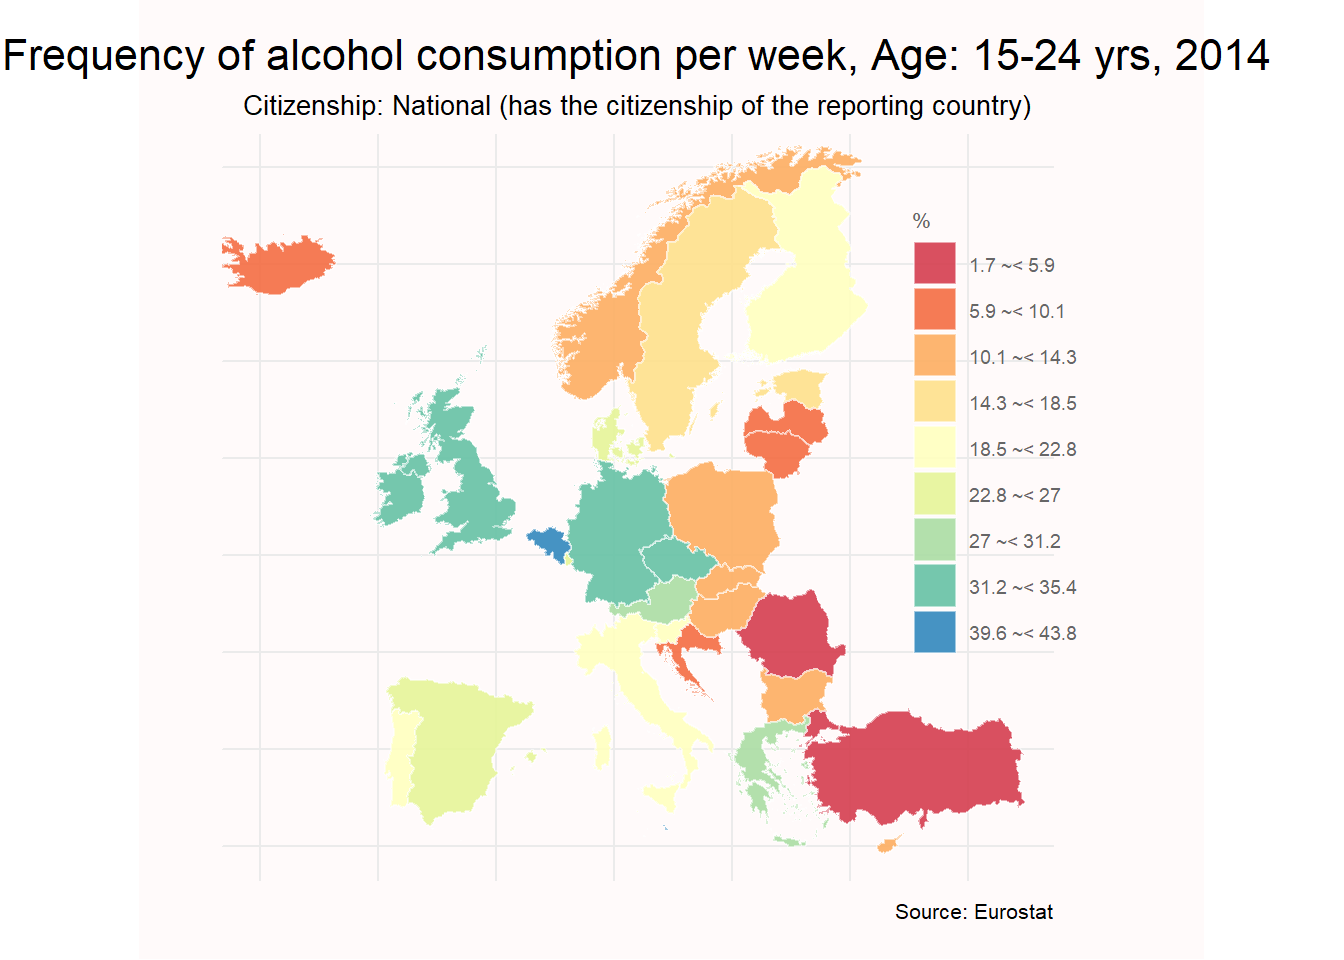 Frequency of alcohol consumption per week, Age: 15-24 yrs, 2014
Citizenship: National (has the citizenship of the reporting country)
%
1.7 ~< 5.9
5.9 ~< 10.1
10.1 ~< 14.3
14.3 ~< 18.5
18.5 ~< 22.8
22.8 ~< 27
27 ~< 31.2
31.2 ~< 35.4
39.6 ~< 43.8
Source: Eurostat